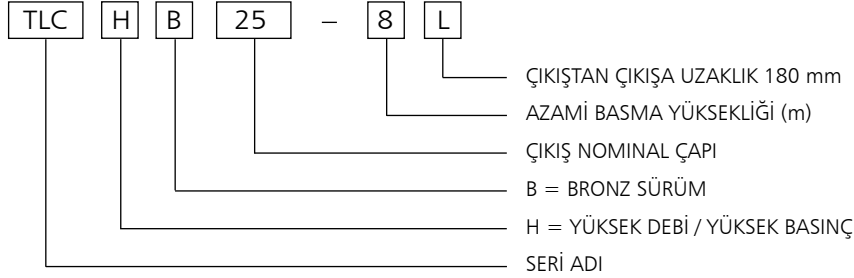 TLC H B 25 – 8 L
ÇIKIŞTAN ÇIKIŞA UZAKLIK 180 mm
AZAMİ BASMA YÜKSEKLİĞİ (m)
ÇIKIŞ NOMINAL ÇAPI
B = BRONZ SÜRÜM
H = YÜKSEK DEBİ / YÜKSEK BASINÇ
SERİ ADI